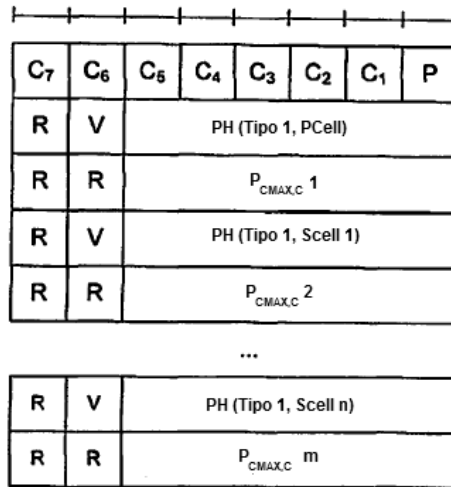 C7 C6 C5 C4 C3 C2 C1 P
R V PH (Tipo 1, PCell)
R R PCMAX,C 1
R V PH (Tipo 1, Scell 1)
R R PCMAX,C 2
...
R V PH (Tipo 1, Scell n)
R R PCMAX,C m